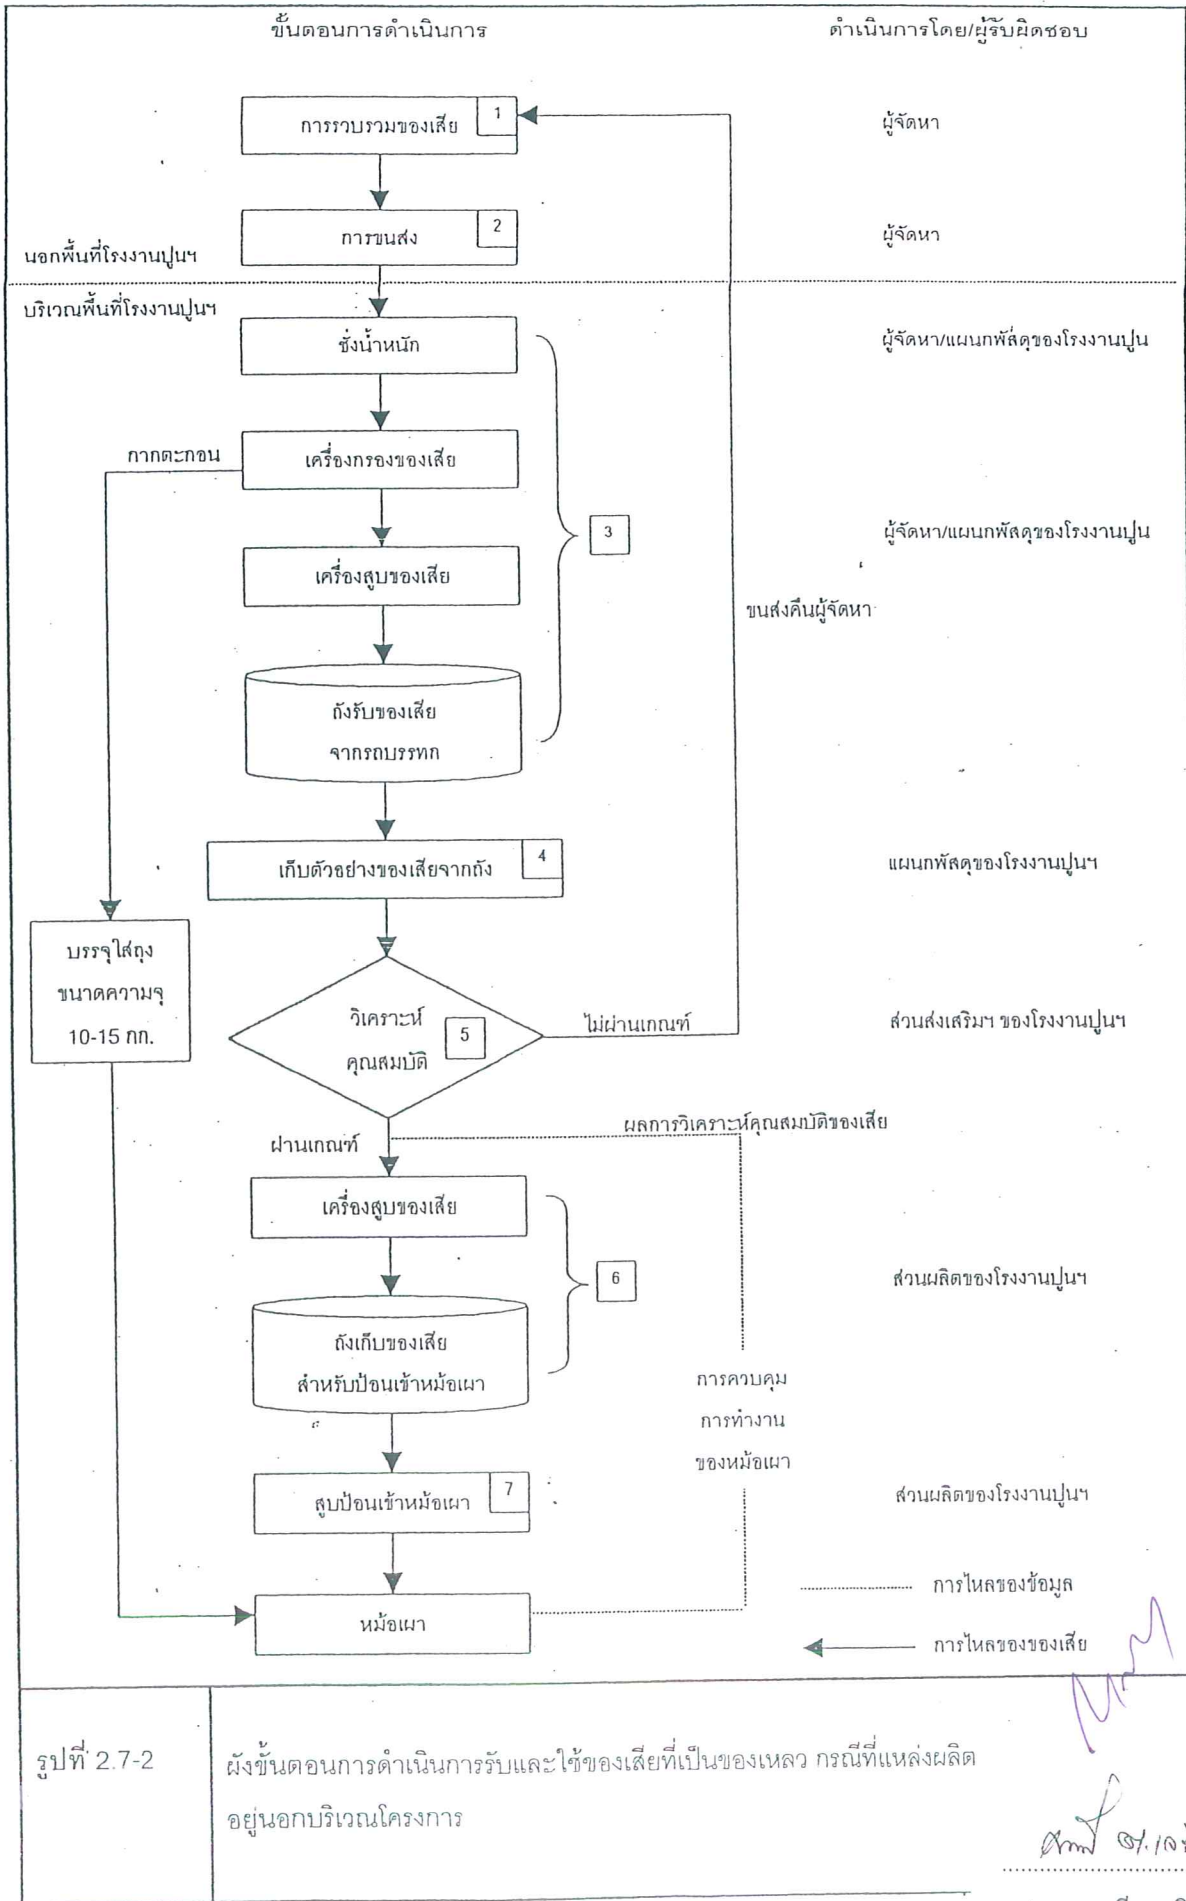 ขั้นตอนการดำเนินการ
ดำเนินการโดย/ผู้รับผิดชอบ
การรวบรวมของเสีย
1
ผู้จัดหา
การขนส่ง
2
ผู้จัดหา
นอกพื้นที่โรงงานปูนฯ
บริเวณพื้นที่โรงงานปูนฯ
ชั่งน้ำหนัก
ผู้จัดหา/แผนกพัสดุของโรงงานปูน
กากตะกอน
เครื่องกรองของเสีย
3
ผู้จัดหา/แผนกพัสดุของโรงงานปูน
เครื่องสูบของเสีย
ขนส่งคืนผู้จัดหา
ถังรับของเสีย
จากรถบรรทุก
เก็บตัวอย่างของเสียจากถัง
4
แผนกพัสดุของโรงงานปูนฯ
บรรจุใส่ถุง
ขนาดความจุ
10-15 กก.
วิเคราะห์
คุณสมบัติ
5
ไม่ผ่านเกณฑ์
ส่วนส่งเสริมฯ ของโรงงานปูนฯ
ผลการวิเคราะห์คุณสมบัติของเสีย
ผ่านเกณฑ์
เครื่องสูบของเสีย
6
ส่วนผลิตของโรงงานปูนฯ
ถังเก็บของเสีย
สำหรับป้อนเข้าหม้อเผา
การควบคุม
การทำงาน
ของหม้อเผา
สูบป้อนเข้าหม้อเผา
7
ส่วนผลิตของโรงงานปูนฯ
การไหลของข้อมูล
หม้อเผา
การไหลของของเสีย
รูปที่ 2.7-2
ผังขั้นตอนการดำเนินการรับและใช้ของเสียที่เป็นของเหลว กรณีที่แหล่งผลิต
อยู่นอกบริเวณโครงการ